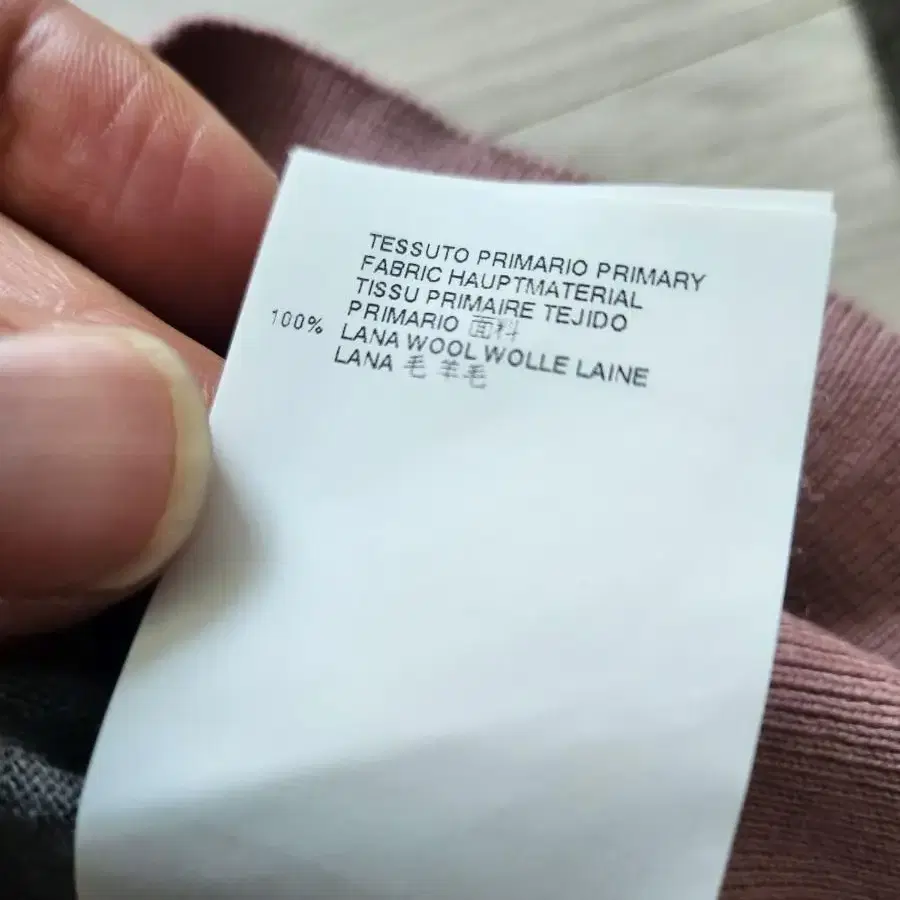 TESSUTO PRIMARIO PRIMARY
FABRIC HAUPTMATERIAL
TISSU PRIMAIRE TEJIDO
PRIMARIO 面料
100% LANA WOOL WOLLE LAINE
LANA 毛 羊毛